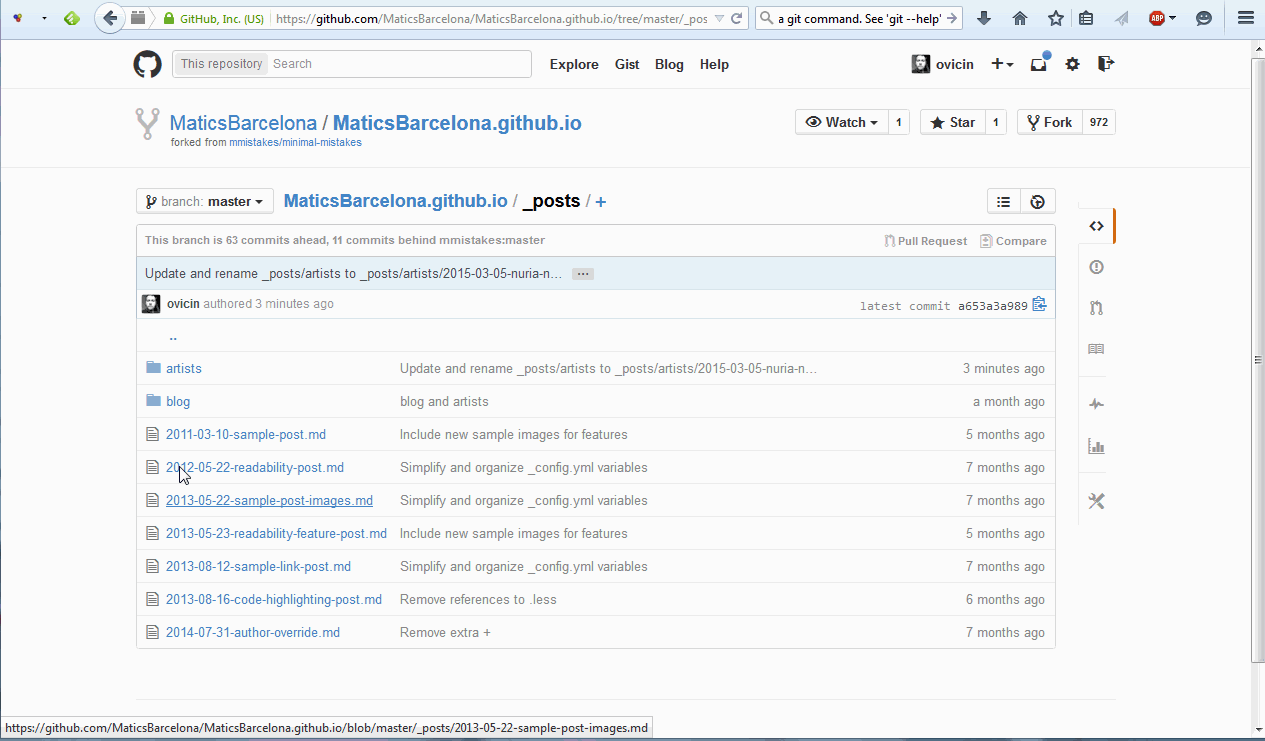 GitHub, Inc. (US) https://github.com/MaticsBarcelona/MaticsBarcelona.github.io/tree/master/_pos a git command. See 'git --help' ABP
This repository Search Explore Gist Blog Help ovicin
MaticsBarcelona / MaticsBarcelona.github.io Watch 1 Star 1 Fork 972
forked from mmistakes/minimal-mistakes
branch: master MaticsBarcelona.github.io / _posts / +
This branch is 63 commits ahead, 11 commits behind mmistakes:master Pull Request Compare
Update and rename _posts/artists to _posts/artists/2015-03-05-nuria-n… …
ovicin authored 3 minutes ago latest commit a653a3a989
..
artists Update and rename _posts/artists to _posts/artists/2015-03-05-nuria-n… 3 minutes ago
blog blog and artists a month ago
2011-03-10-sample-post.md Include new sample images for features 5 months ago
2012-05-22-readability-post.md Simplify and organize _config.yml variables 7 months ago
2013-05-22-sample-post-images.md Simplify and organize _config.yml variables 7 months ago
2013-05-23-readability-feature-post.md Include new sample images for features 5 months ago
2013-08-12-sample-link-post.md Simplify and organize _config.yml variables 7 months ago
2013-08-16-code-highlighting-post.md Remove references to .less 6 months ago
2014-07-31-author-override.md Remove extra + 7 months ago
https://github.com/MaticsBarcelona/MaticsBarcelona.github.io/blob/master/_posts/2013-05-22-sample-post-images.md